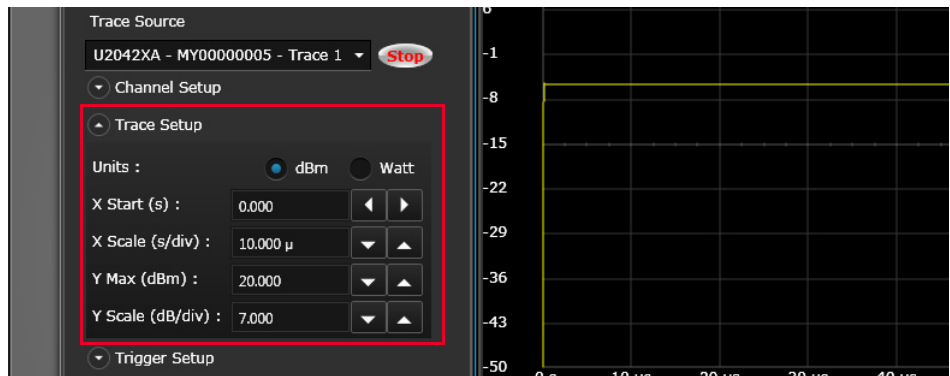 Trace Source
U2042XA - MY00000005 - Trace 1
Stop
Channel Setup
Trace Setup
Units :
dBm
Watt
X Start (s) :
0.000
X Scale (s/div) :
10.000 µ
Y Max (dBm) :
20.000
Y Scale (dB/div) :
7.000
Trigger Setup
6
-1
-8
-15
-22
-29
-36
-43
-50